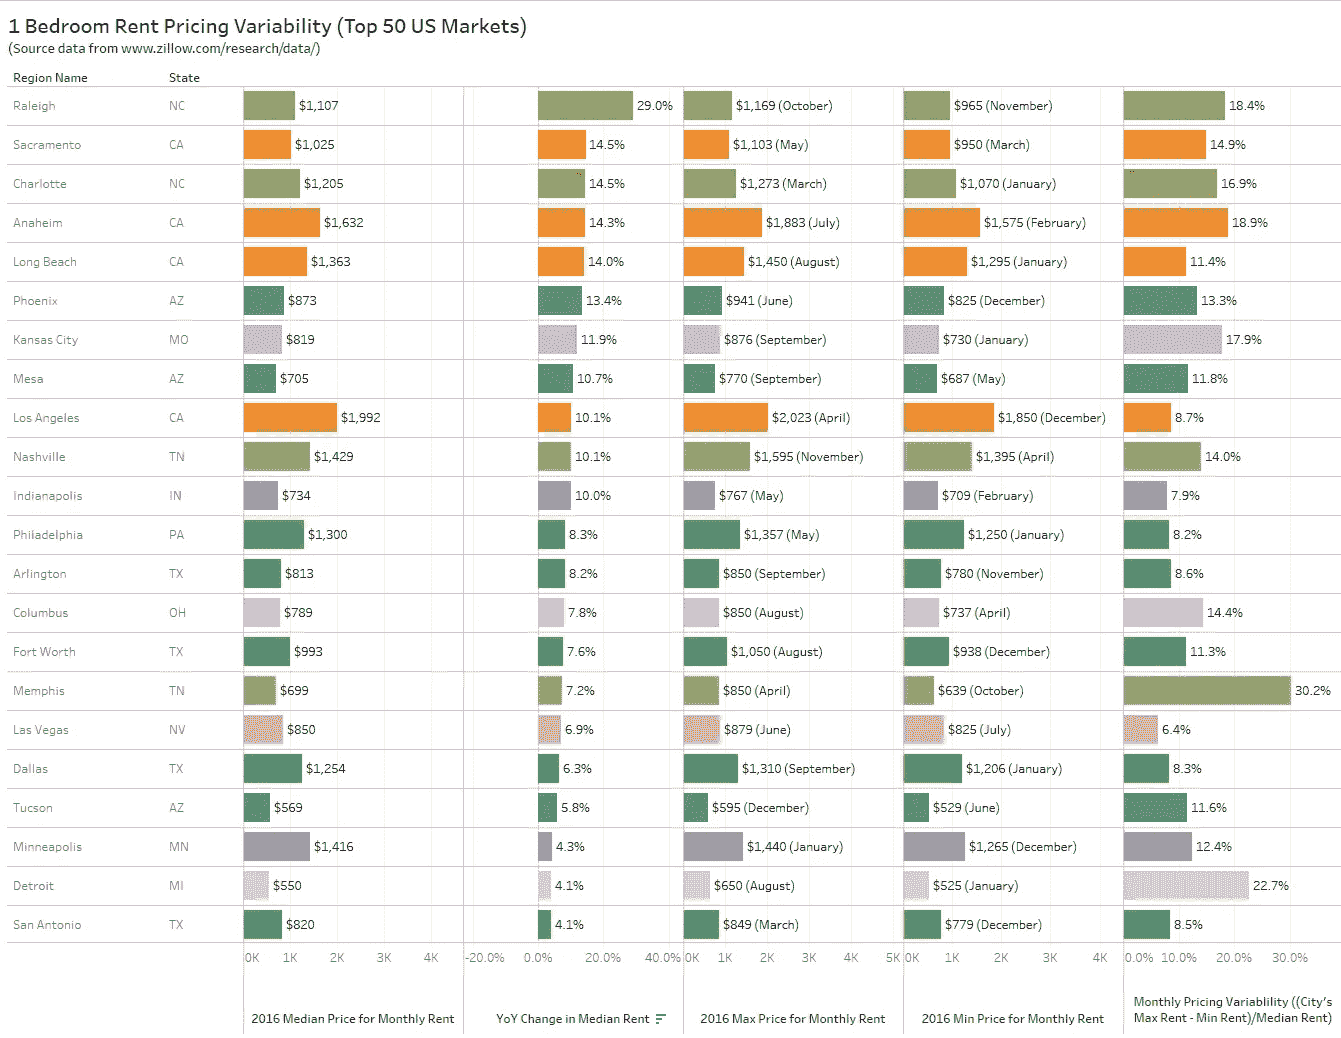 1 Bedroom Rent Pricing Variability (Top 50 US Markets)
(Source data from www.zillow.com/research/data/)
Region Name State
Raleigh NC $1,107 29.0% $1,169 (October) $965 (November) 18.4%
Sacramento CA $1,025 14.5% $1,103 (May) $950 (March) 14.9%
Charlotte NC $1,205 14.5% $1,273 (March) $1,070 (January) 16.9%
Anaheim CA $1,632 14.3% $1,883 (July) $1,575 (February) 18.9%
Long Beach CA $1,363 14.0% $1,450 (August) $1,295 (January) 11.4%
Phoenix AZ $873 13.4% $941 (June) $825 (December) 13.3%
Kansas City MO $819 11.9% $876 (September) $730 (January) 17.9%
Mesa AZ $705 10.7% $770 (September) $687 (May) 11.8%
Los Angeles CA $1,992 10.1% $2,023 (April) $1,850 (December) 8.7%
Nashville TN $1,429 10.1% $1,595 (November) $1,395 (April) 14.0%
Indianapolis IN $734 10.0% $767 (May) $709 (February) 7.9%
Philadelphia PA $1,300 8.3% $1,357 (May) $1,250 (January) 8.2%
Arlington TX $813 8.2% $850 (September) $780 (November) 8.6%
Columbus OH $789 7.8% $850 (August) $737 (April) 14.4%
Fort Worth TX $993 7.6% $1,050 (August) $938 (December) 11.3%
Memphis TN $699 7.2% $850 (April) $639 (October) 30.2%
Las Vegas NV $850 6.9% $879 (June) $825 (July) 6.4%
Dallas TX $1,254 6.3% $1,310 (September) $1,206 (January) 8.3%
Tucson AZ $569 5.8% $595 (December) $529 (June) 11.6%
Minneapolis MN $1,416 4.3% $1,440 (January) $1,265 (December) 12.4%
Detroit MI $550 4.1% $650 (August) $525 (January) 22.7%
San Antonio TX $820 4.1% $849 (March) $779 (December) 8.5%
0K 1K 2K 3K 4K -20.0% 0.0% 20.0% 40.0% 0K 1K 2K 3K 4K 5K 0K 1K 2K 3K 4K 0.0% 10.0% 20.0% 30.0%
2016 Median Price for Monthly Rent YoY Change in Median Rent 2016 Max Price for Monthly Rent 2016 Min Price for Monthly Rent Monthly Pricing Variablility ((City's
Max Rent - Min Rent)/Median Rent)